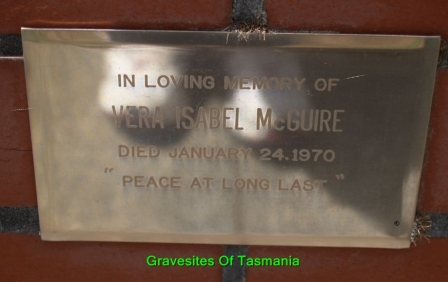 IN LOVING MEMORY OF
VERA ISABEL McGUIRE
DIED JANUARY 24.1970
" PEACE AT LONG LAST "
Gravesites Of Tasmania